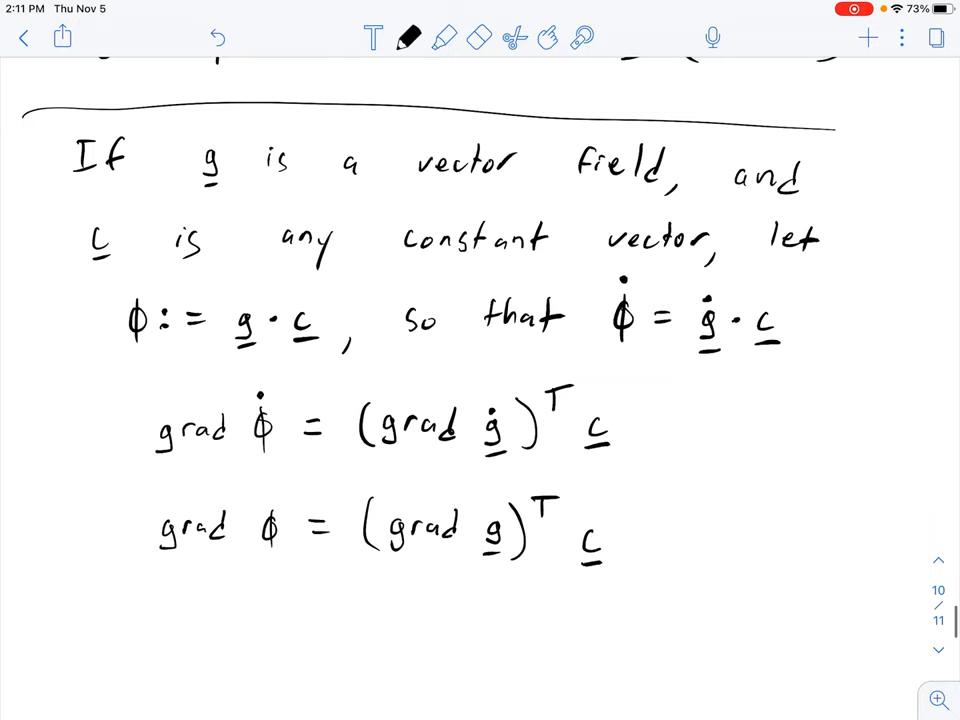 2:11 PM Thu Nov 5
73%
If g is a vector field, and
c is any constant vector, let
ϕ := g · c, so that ϕ̇ = ġ · c
grad ϕ̇ = (grad ġ)ᵀ c
grad ϕ = (grad g)ᵀ c
10
/
11